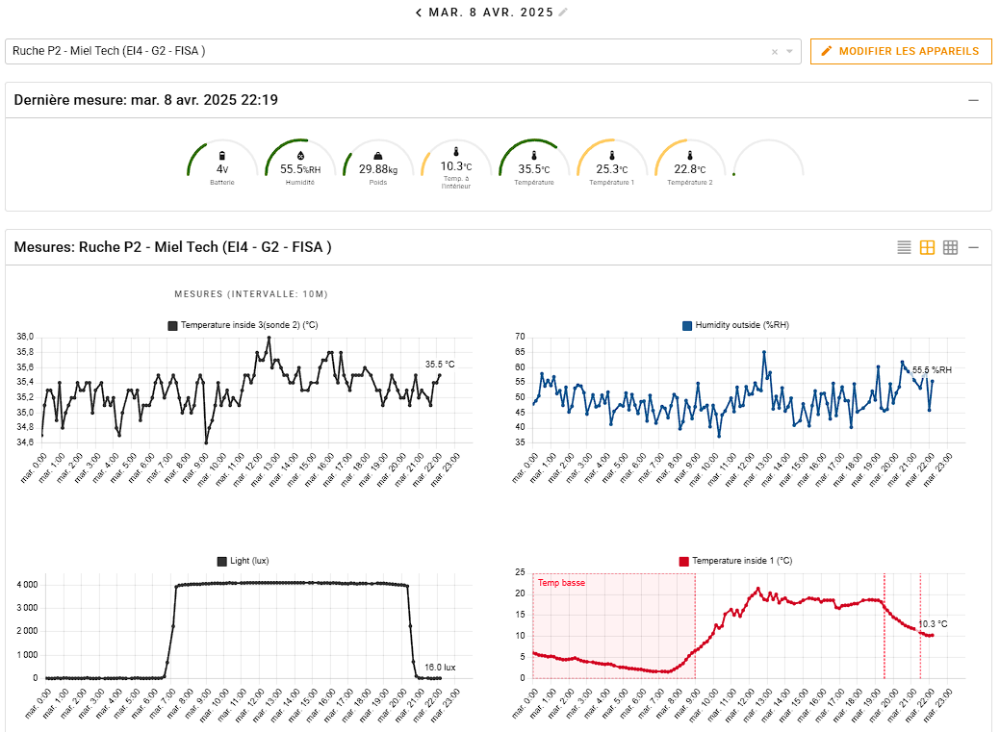 MAR. 8 AVR. 2025
Ruche P2 - Miel Tech (EI4 - G2 - FISA )
MODIFIER LES APPAREILS
Dernière mesure: mar. 8 avr. 2025 22:19
4V
Batterie
55.5%RH
Humidité
29.88kg
Poids
10.3°C
Temp. à
l'intérieur
35.5°C
Température
25.3°C
Température 1
22.8°C
Température 2
Mesures: Ruche P2 - Miel Tech (EI4 - G2 - FISA )
MESURES (INTERVALLE: 10M)
Temperature inside 3(sonde 2) (°C)
36,0
35,8
35,6
35,4
35,2
35,0
34,8
34,6
35.5 °C
mar. 0:00
mar. 1:00
mar. 2:00
mar. 3:00
mar. 4:00
mar. 5:00
mar. 6:00
mar. 7:00
mar. 8:00
mar. 9:00
mar. 10:00
mar. 11:00
mar. 12:00
mar. 13:00
mar. 14:00
mar. 15:00
mar. 16:00
mar. 17:00
mar. 18:00
mar. 19:00
mar. 20:00
mar. 21:00
mar. 22:00
mar. 23:00
Humidity outside (%RH)
70
65
60
55
50
45
40
35
55.5 %RH
mar. 0:00
mar. 1:00
mar. 2:00
mar. 3:00
mar. 4:00
mar. 5:00
mar. 6:00
mar. 7:00
mar. 8:00
mar. 9:00
mar. 10:00
mar. 11:00
mar. 12:00
mar. 13:00
mar. 14:00
mar. 15:00
mar. 16:00
mar. 17:00
mar. 18:00
mar. 19:00
mar. 20:00
mar. 21:00
mar. 22:00
mar. 23:00
Light (lux)
4 000
3 000
2 000
1 000
0
16.0 lux
mar. 0:00
mar. 1:00
mar. 2:00
mar. 3:00
mar. 4:00
mar. 5:00
mar. 6:00
mar. 7:00
mar. 8:00
mar. 9:00
mar. 10:00
mar. 11:00
mar. 12:00
mar. 13:00
mar. 14:00
mar. 15:00
mar. 16:00
mar. 17:00
mar. 18:00
mar. 19:00
mar. 20:00
mar. 21:00
mar. 22:00
mar. 23:00
Temperature inside 1 (°C)
25
20
15
10
5
0
Temp basse
10.3 °C
mar. 0:00
mar. 1:00
mar. 2:00
mar. 3:00
mar. 4:00
mar. 5:00
mar. 6:00
mar. 7:00
mar. 8:00
mar. 9:00
mar. 10:00
mar. 11:00
mar. 12:00
mar. 13:00
mar. 14:00
mar. 15:00
mar. 16:00
mar. 17:00
mar. 18:00
mar. 19:00
mar. 20:00
mar. 21:00
mar. 22:00
mar. 23:00